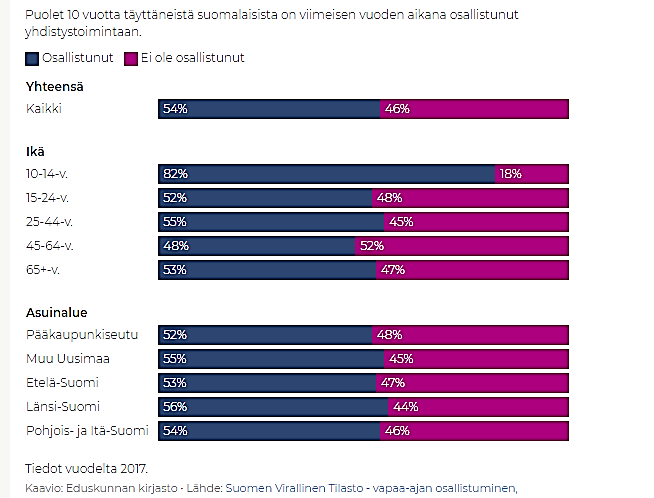 Puolet 10 vuotta täyttäneistä suomalaisista on viimeisen vuoden aikana osallistunut
yhdistystoimintaan.
Osallistunut Ei ole osallistunut
Yhteensä
Kaikki 54% 46%
Ikä
10-14-v. 82% 18%
15-24-v. 52% 48%
25-44-v. 55% 45%
45-64-v. 48% 52%
65+-v. 53% 47%
Asuinalue
Pääkaupunkiseutu 52% 48%
Muu Uusimaa 55% 45%
Etelä-Suomi 53% 47%
Länsi-Suomi 56% 44%
Pohjois- ja Itä-Suomi 54% 46%
Tiedot vuodelta 2017.
Kaavio: Eduskunnan kirjasto • Lähde: Suomen Virallinen Tilasto - vapaa-ajan osallistuminen,